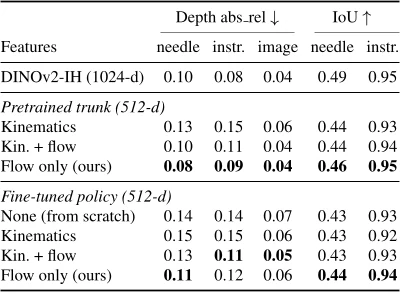 Depth abs_rel ↓ IoU ↑
Features needle instr. image needle instr.
DINOv2-IH (1024-d) 0.10 0.08 0.04 0.49 0.95
Pretrained trunk (512-d)
Kinematics 0.13 0.15 0.06 0.44 0.93
Kin. + flow 0.10 0.11 0.04 0.44 0.94
Flow only (ours) 0.08 0.09 0.04 0.46 0.95
Fine-tuned policy (512-d)
None (from scratch) 0.14 0.14 0.07 0.43 0.93
Kinematics 0.15 0.15 0.06 0.43 0.92
Kin. + flow 0.13 0.11 0.05 0.43 0.93
Flow only (ours) 0.11 0.12 0.06 0.44 0.94